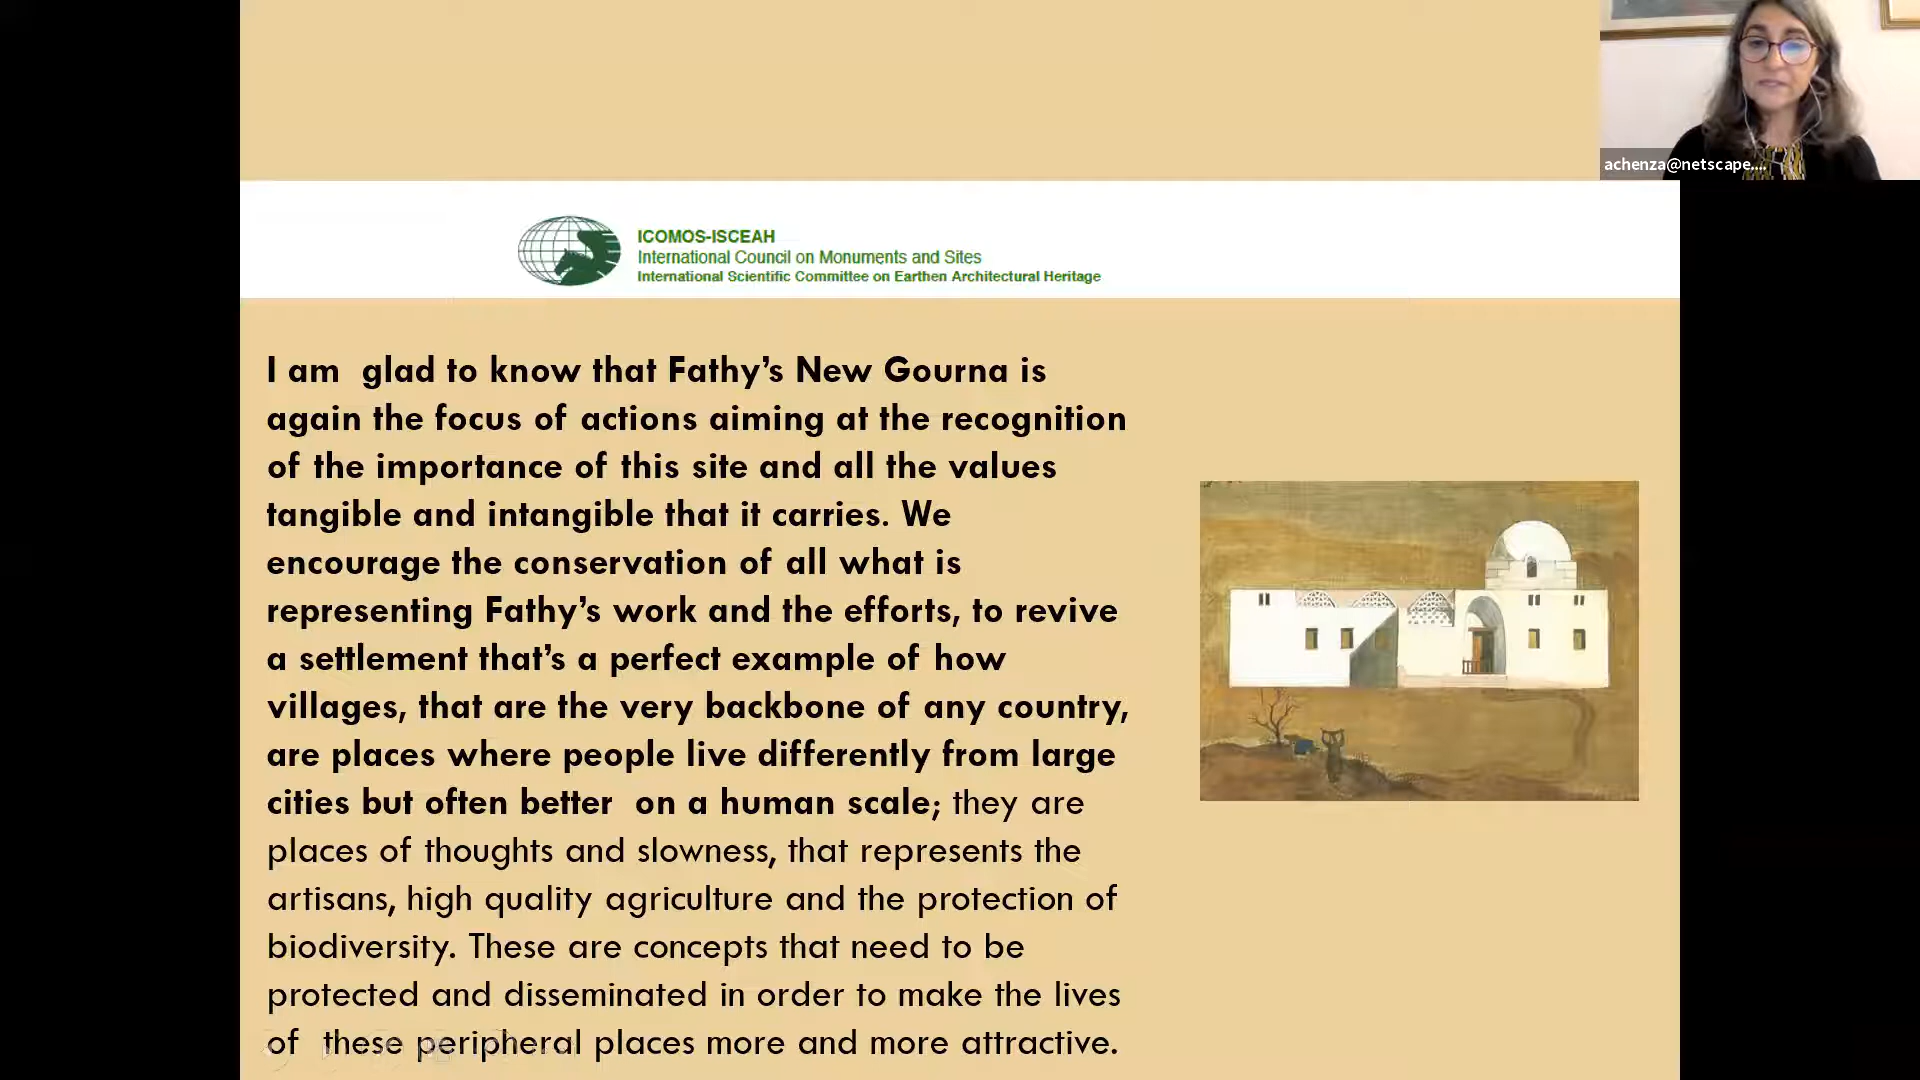 achenza@netscape....
ICOMOS-ISCEAH
International Council on Monuments and Sites
International Scientific Committee on Earthen Architectural Heritage
I am  glad to know that Fathy’s New Gourna is
again the focus of actions aiming at the recognition
of the importance of this site and all the values
tangible and intangible that it carries. We
encourage the conservation of all what is
representing Fathy’s work and the efforts, to revive
a settlement that’s a perfect example of how
villages, that are the very backbone of any country,
are places where people live differently from large
cities but often better  on a human scale; they are
places of thoughts and slowness, that represents the
artisans, high quality agriculture and the protection of
biodiversity. These are concepts that need to be
protected and disseminated in order to make the lives
of  these peripheral places more and more attractive.